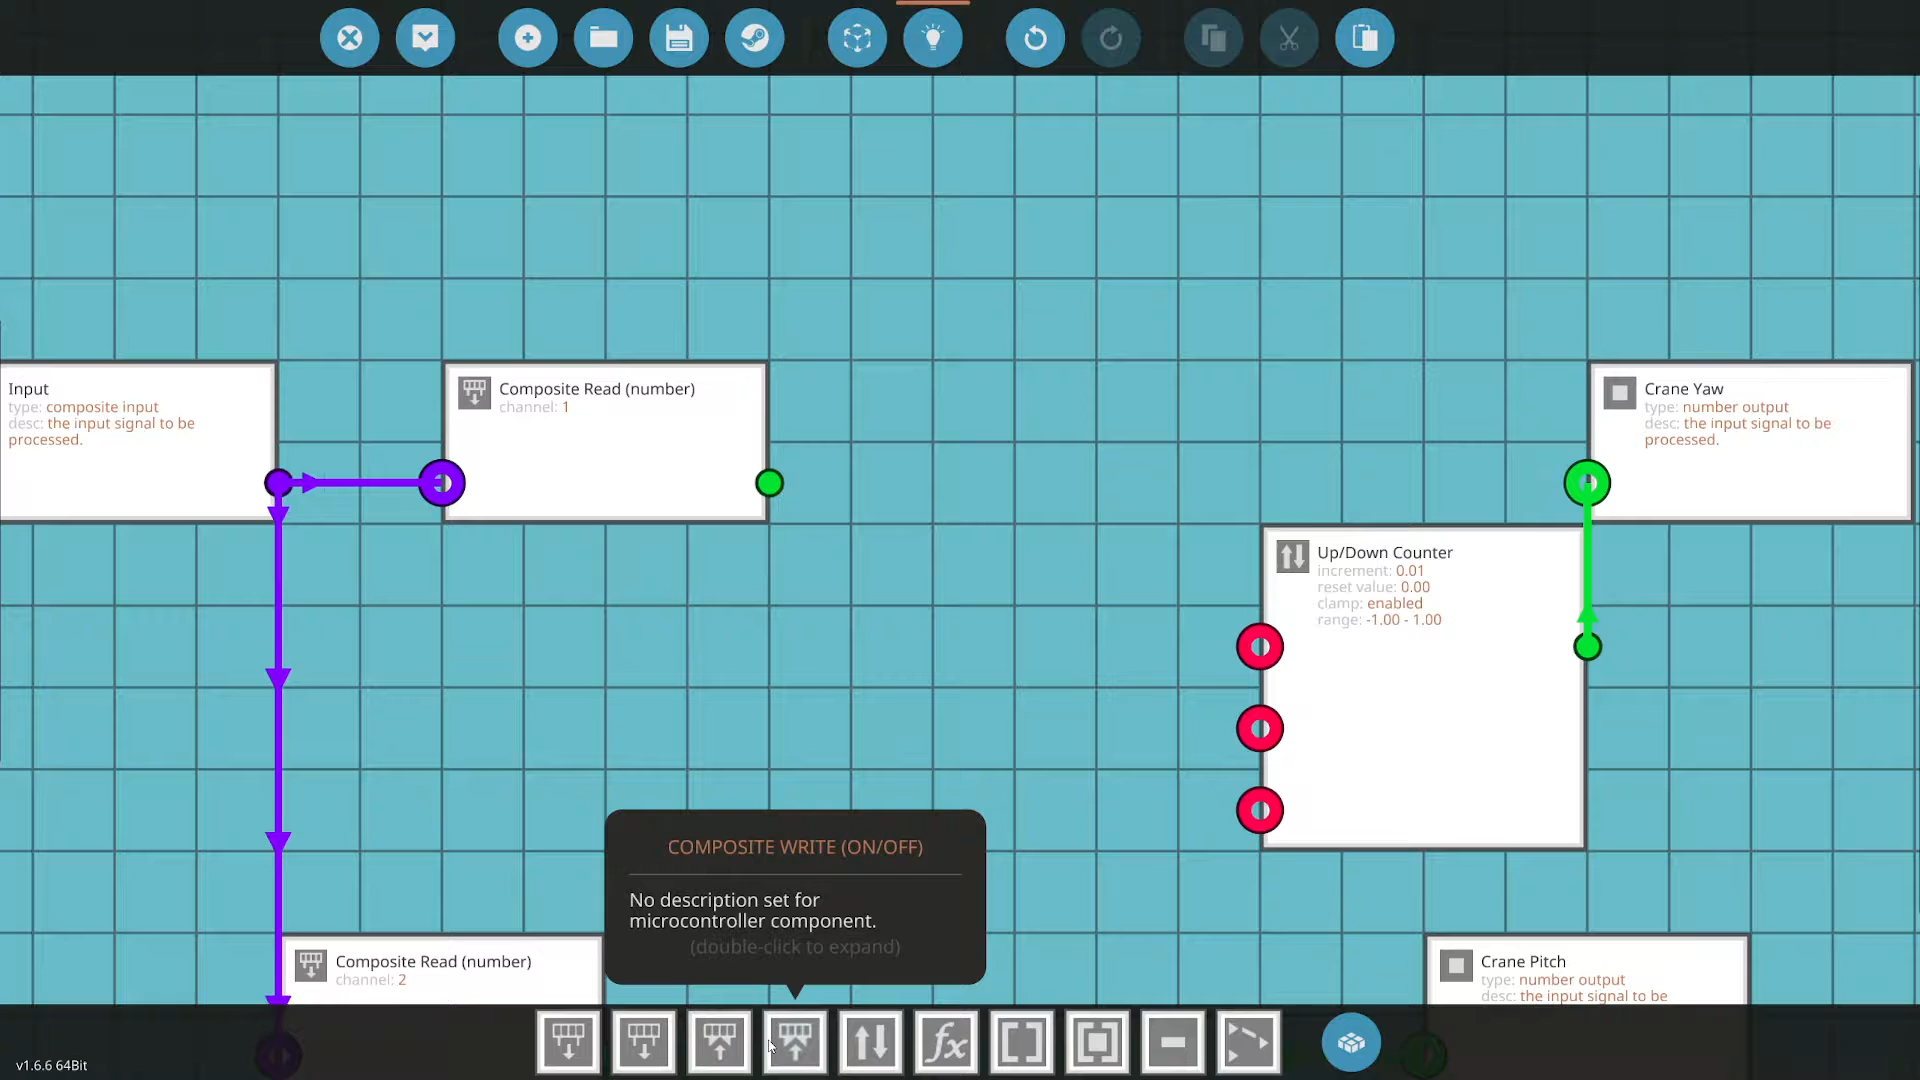 Input
type: composite input
desc: the input signal to be
processed.
Composite Read (number)
channel: 1
Crane Yaw
type: number output
desc: the input signal to be
processed.
Up/Down Counter
increment: 0.01
reset value: 0.00
clamp: enabled
range: -1.00 - 1.00
COMPOSITE WRITE (ON/OFF)
No description set for
microcontroller component.
(double-click to expand)
Composite Read (number)
channel: 2
Crane Pitch
type: number output
desc: the input signal to be
fx
v1.6.6 64Bit